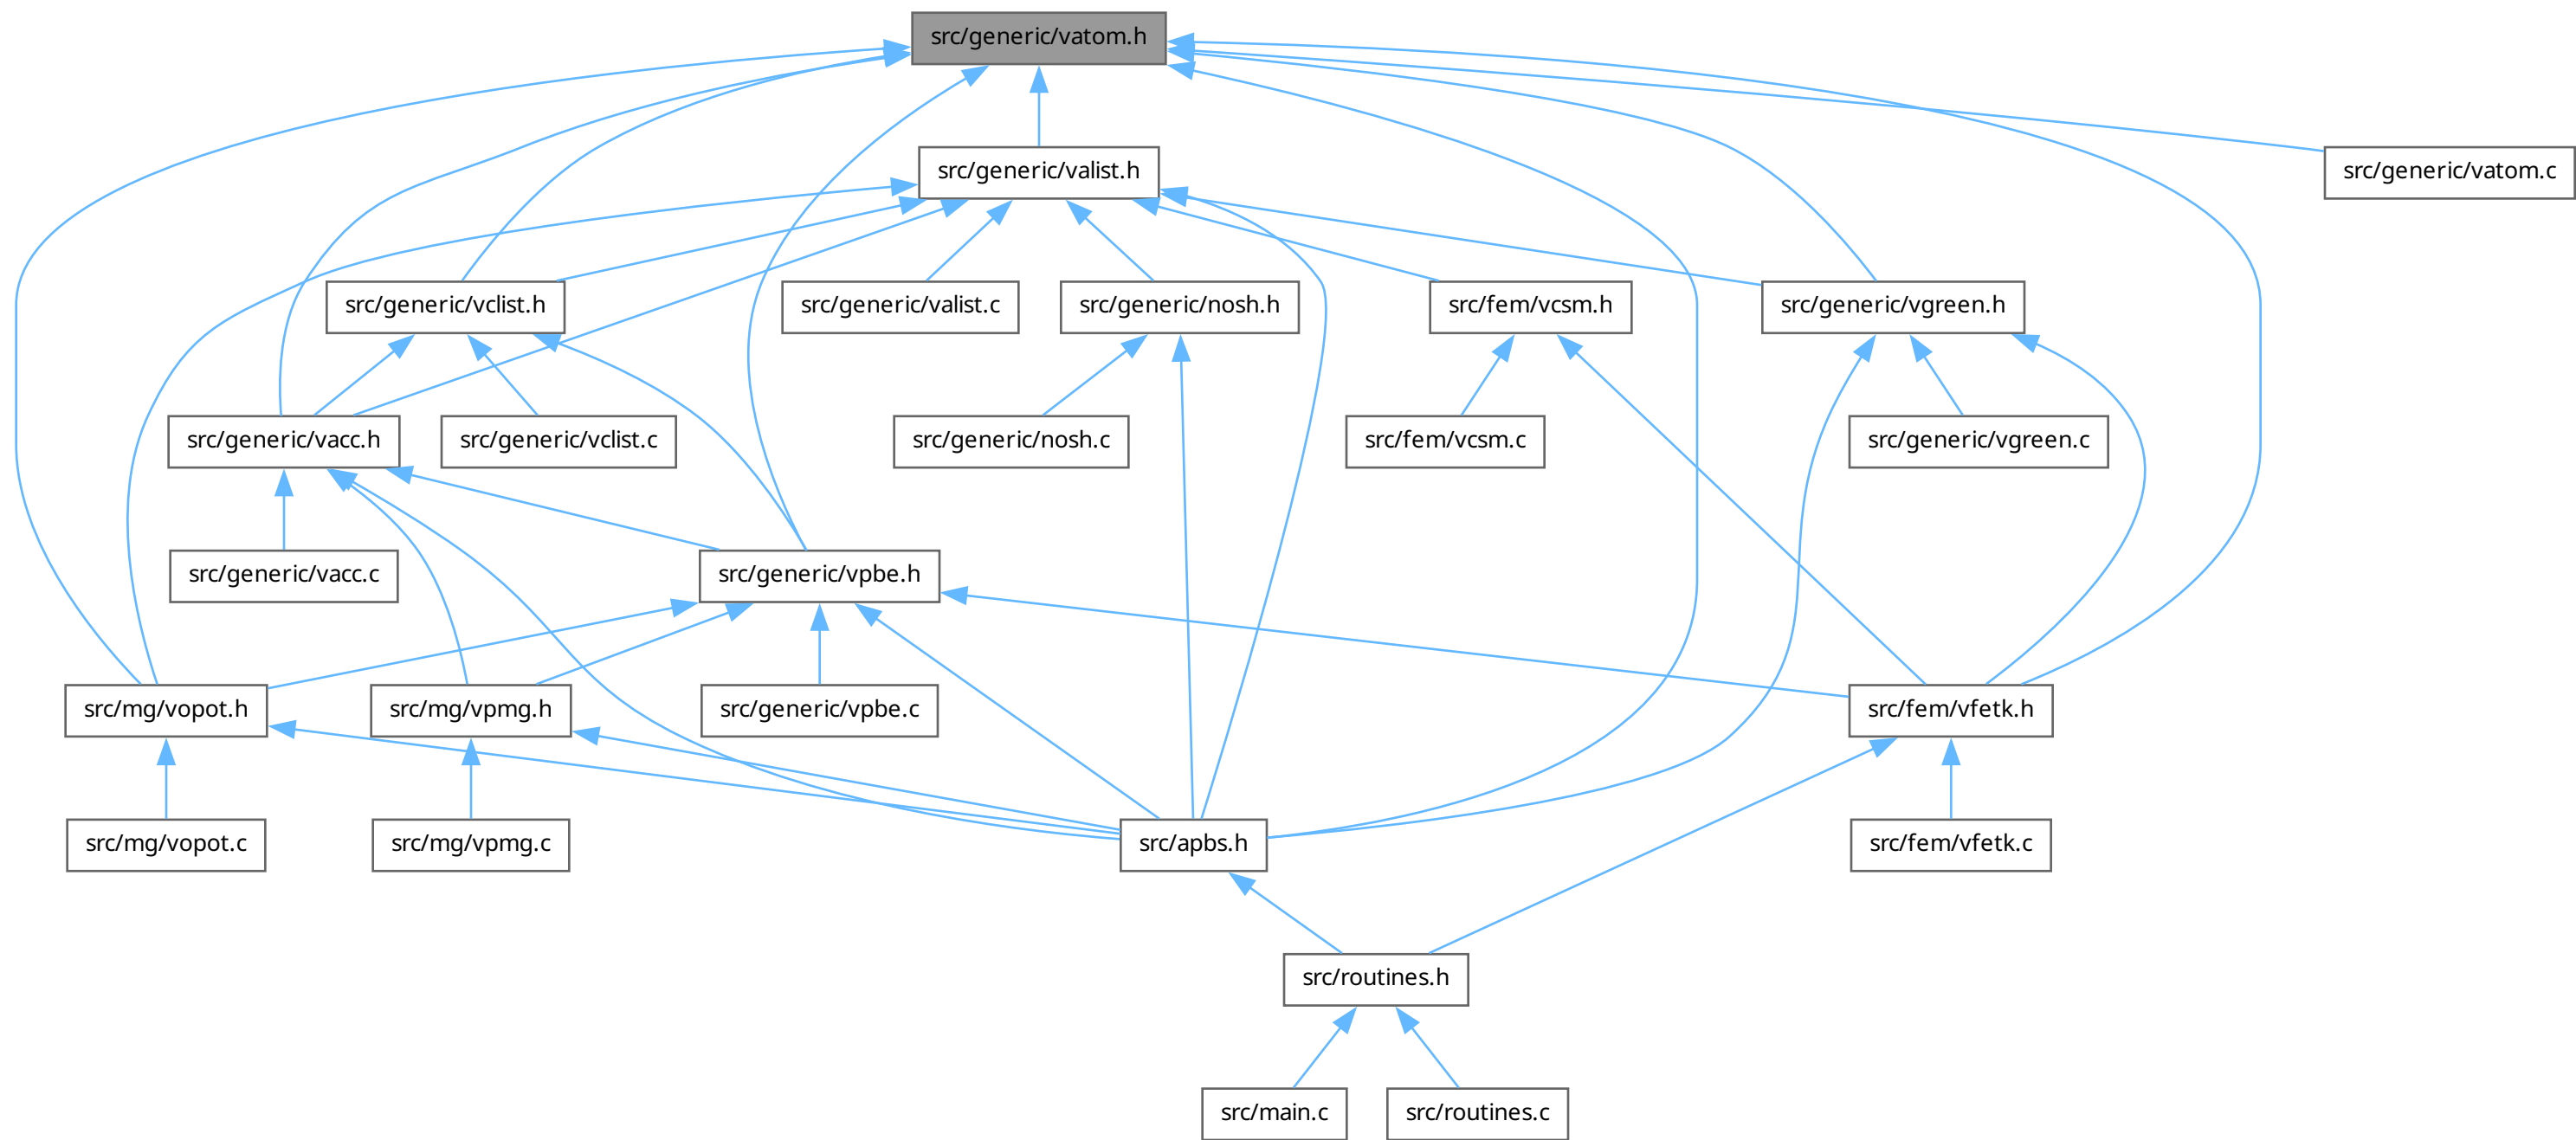 src/generic/vatom.h
src/generic/valist.h
src/generic/vatom.c
src/generic/vclist.h
src/generic/valist.c
src/generic/nosh.h
src/fem/vcsm.h
src/generic/vgreen.h
src/generic/vacc.h
src/generic/vclist.c
src/generic/nosh.c
src/fem/vcsm.c
src/generic/vgreen.c
src/generic/vacc.c
src/generic/vpbe.h
src/mg/vopot.h
src/mg/vpmg.h
src/generic/vpbe.c
src/fem/vfetk.h
src/mg/vopot.c
src/mg/vpmg.c
src/apbs.h
src/fem/vfetk.c
src/routines.h
src/main.c
src/routines.c